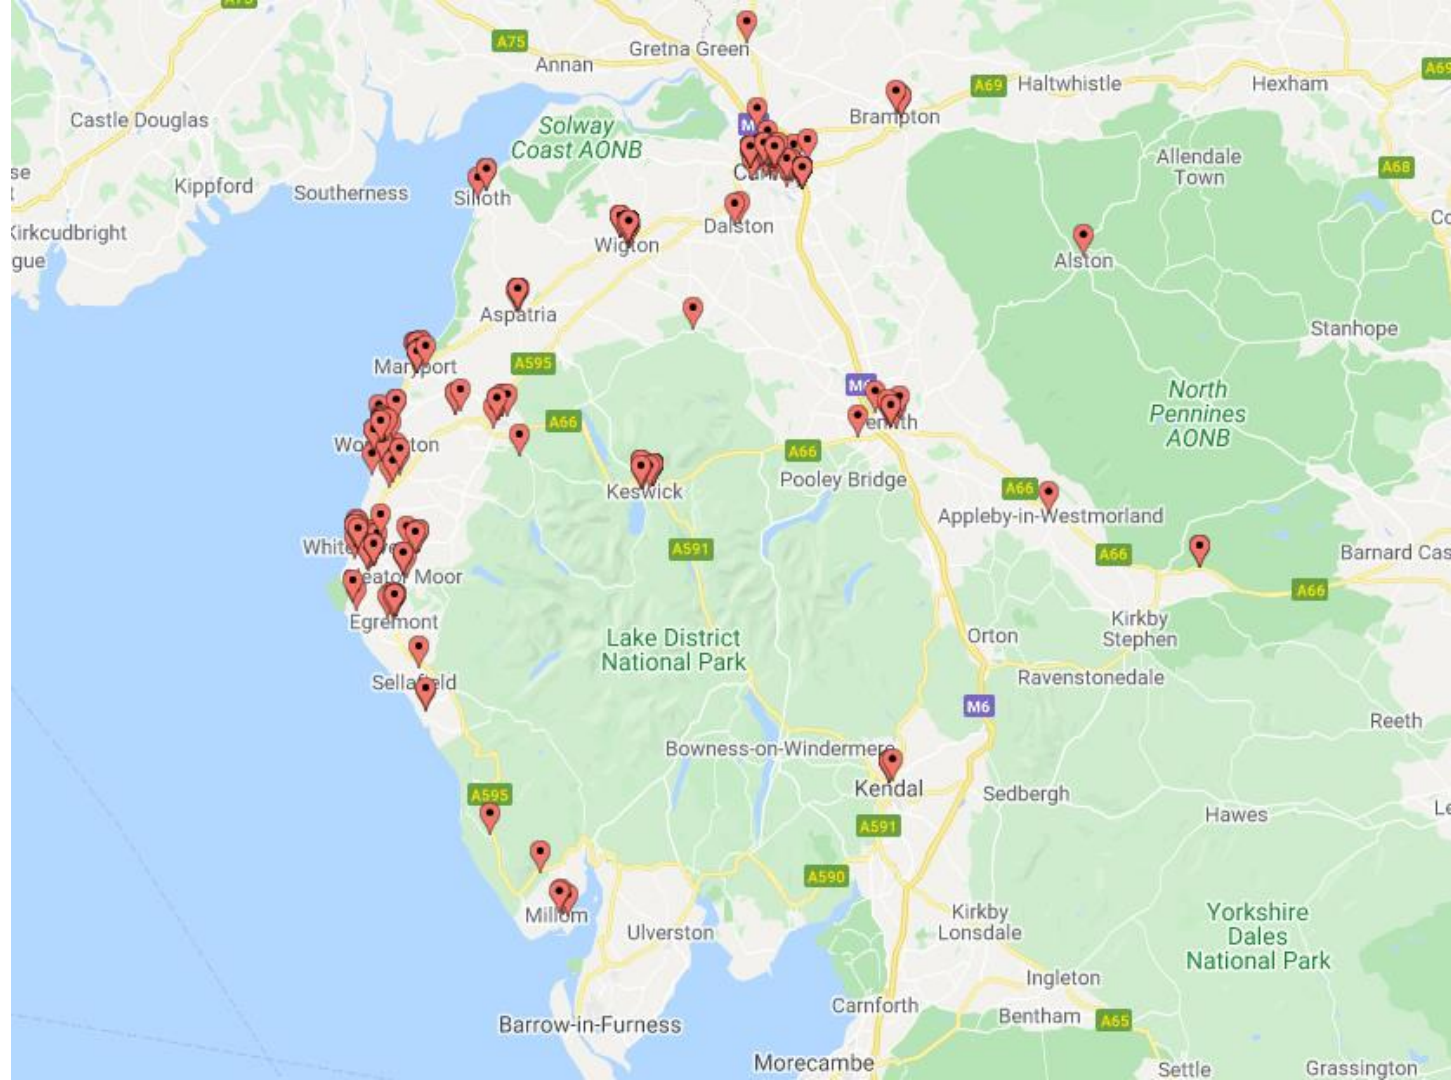 A75
A75
Gretna Green
Annan
A69
Haltwhistle
Hexham
A69
Castle Douglas
Solway
Coast AONB
M
Brampton
Allendale
Town
A68
Kippford
Southerness
Silloth
Dalston
Kirkcudbright
Wigton
Alston
Aspatria
Stanhope
Maryport
A595
M6
North
Pennines
AONB
A66
A66
Keswick
Pooley Bridge
A66
Appleby-in-Westmorland
A591
A66
Barnard Cas
eator Moor
A66
Egremont
Kirkby
Stephen
Orton
Lake District
National Park
Sellafield
Ravenstonedale
M6
Reeth
Bowness-on-Windermere
Kendal
Sedbergh
A595
Hawes
A591
A590
Millom
Ulverston
Kirkby
Lonsdale
Yorkshire
Dales
National Park
Ingleton
Carnforth
Bentham
A65
Barrow-in-Furness
Morecambe
Settle
Grassington